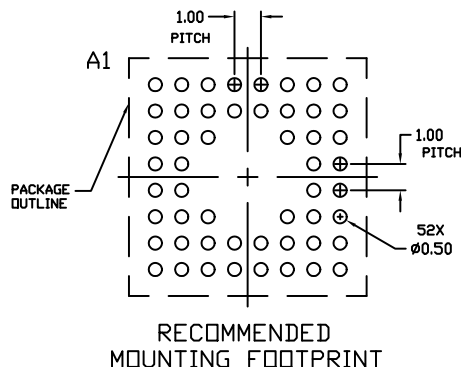 1.00
PITCH
A1
1.00
PITCH
PACKAGE
OUTLINE
52X
ø0.50
RECOMMENDED
MOUNTING FOOTPRINT